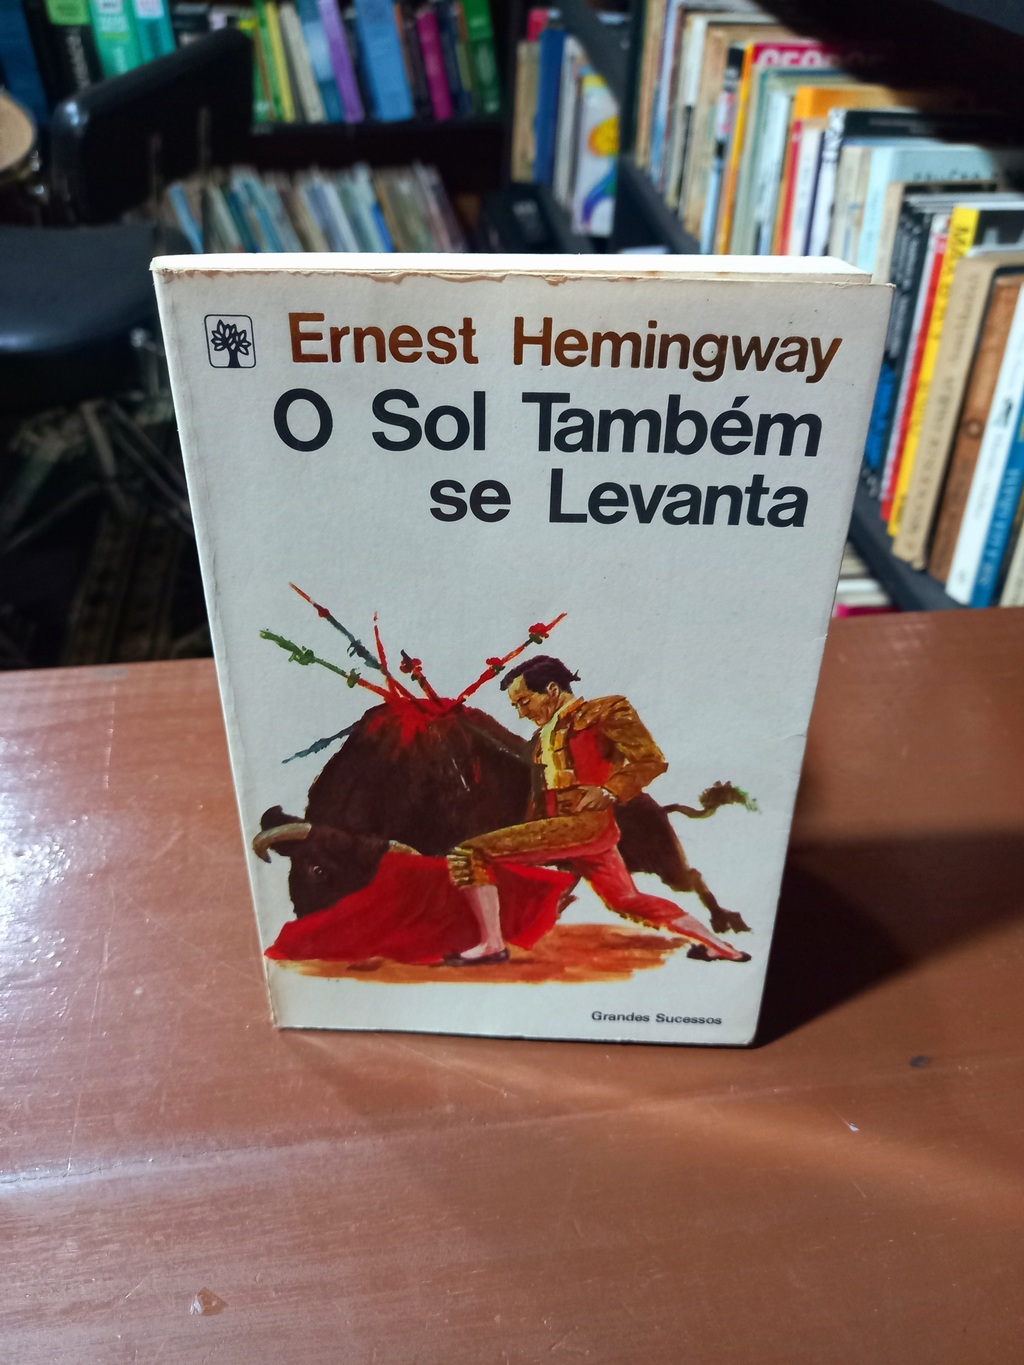 Ernest Hemingway
O Sol Também
se Levanta
Grandes Sucessos